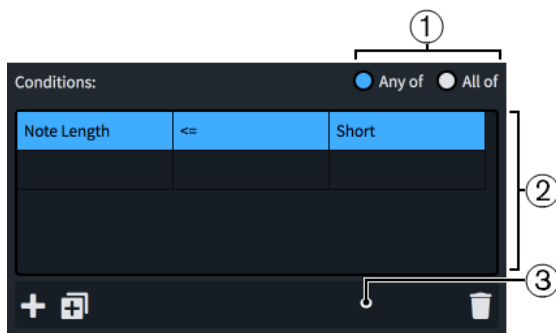 ①
Conditions: Any of All of
Note Length <= Short
②
③